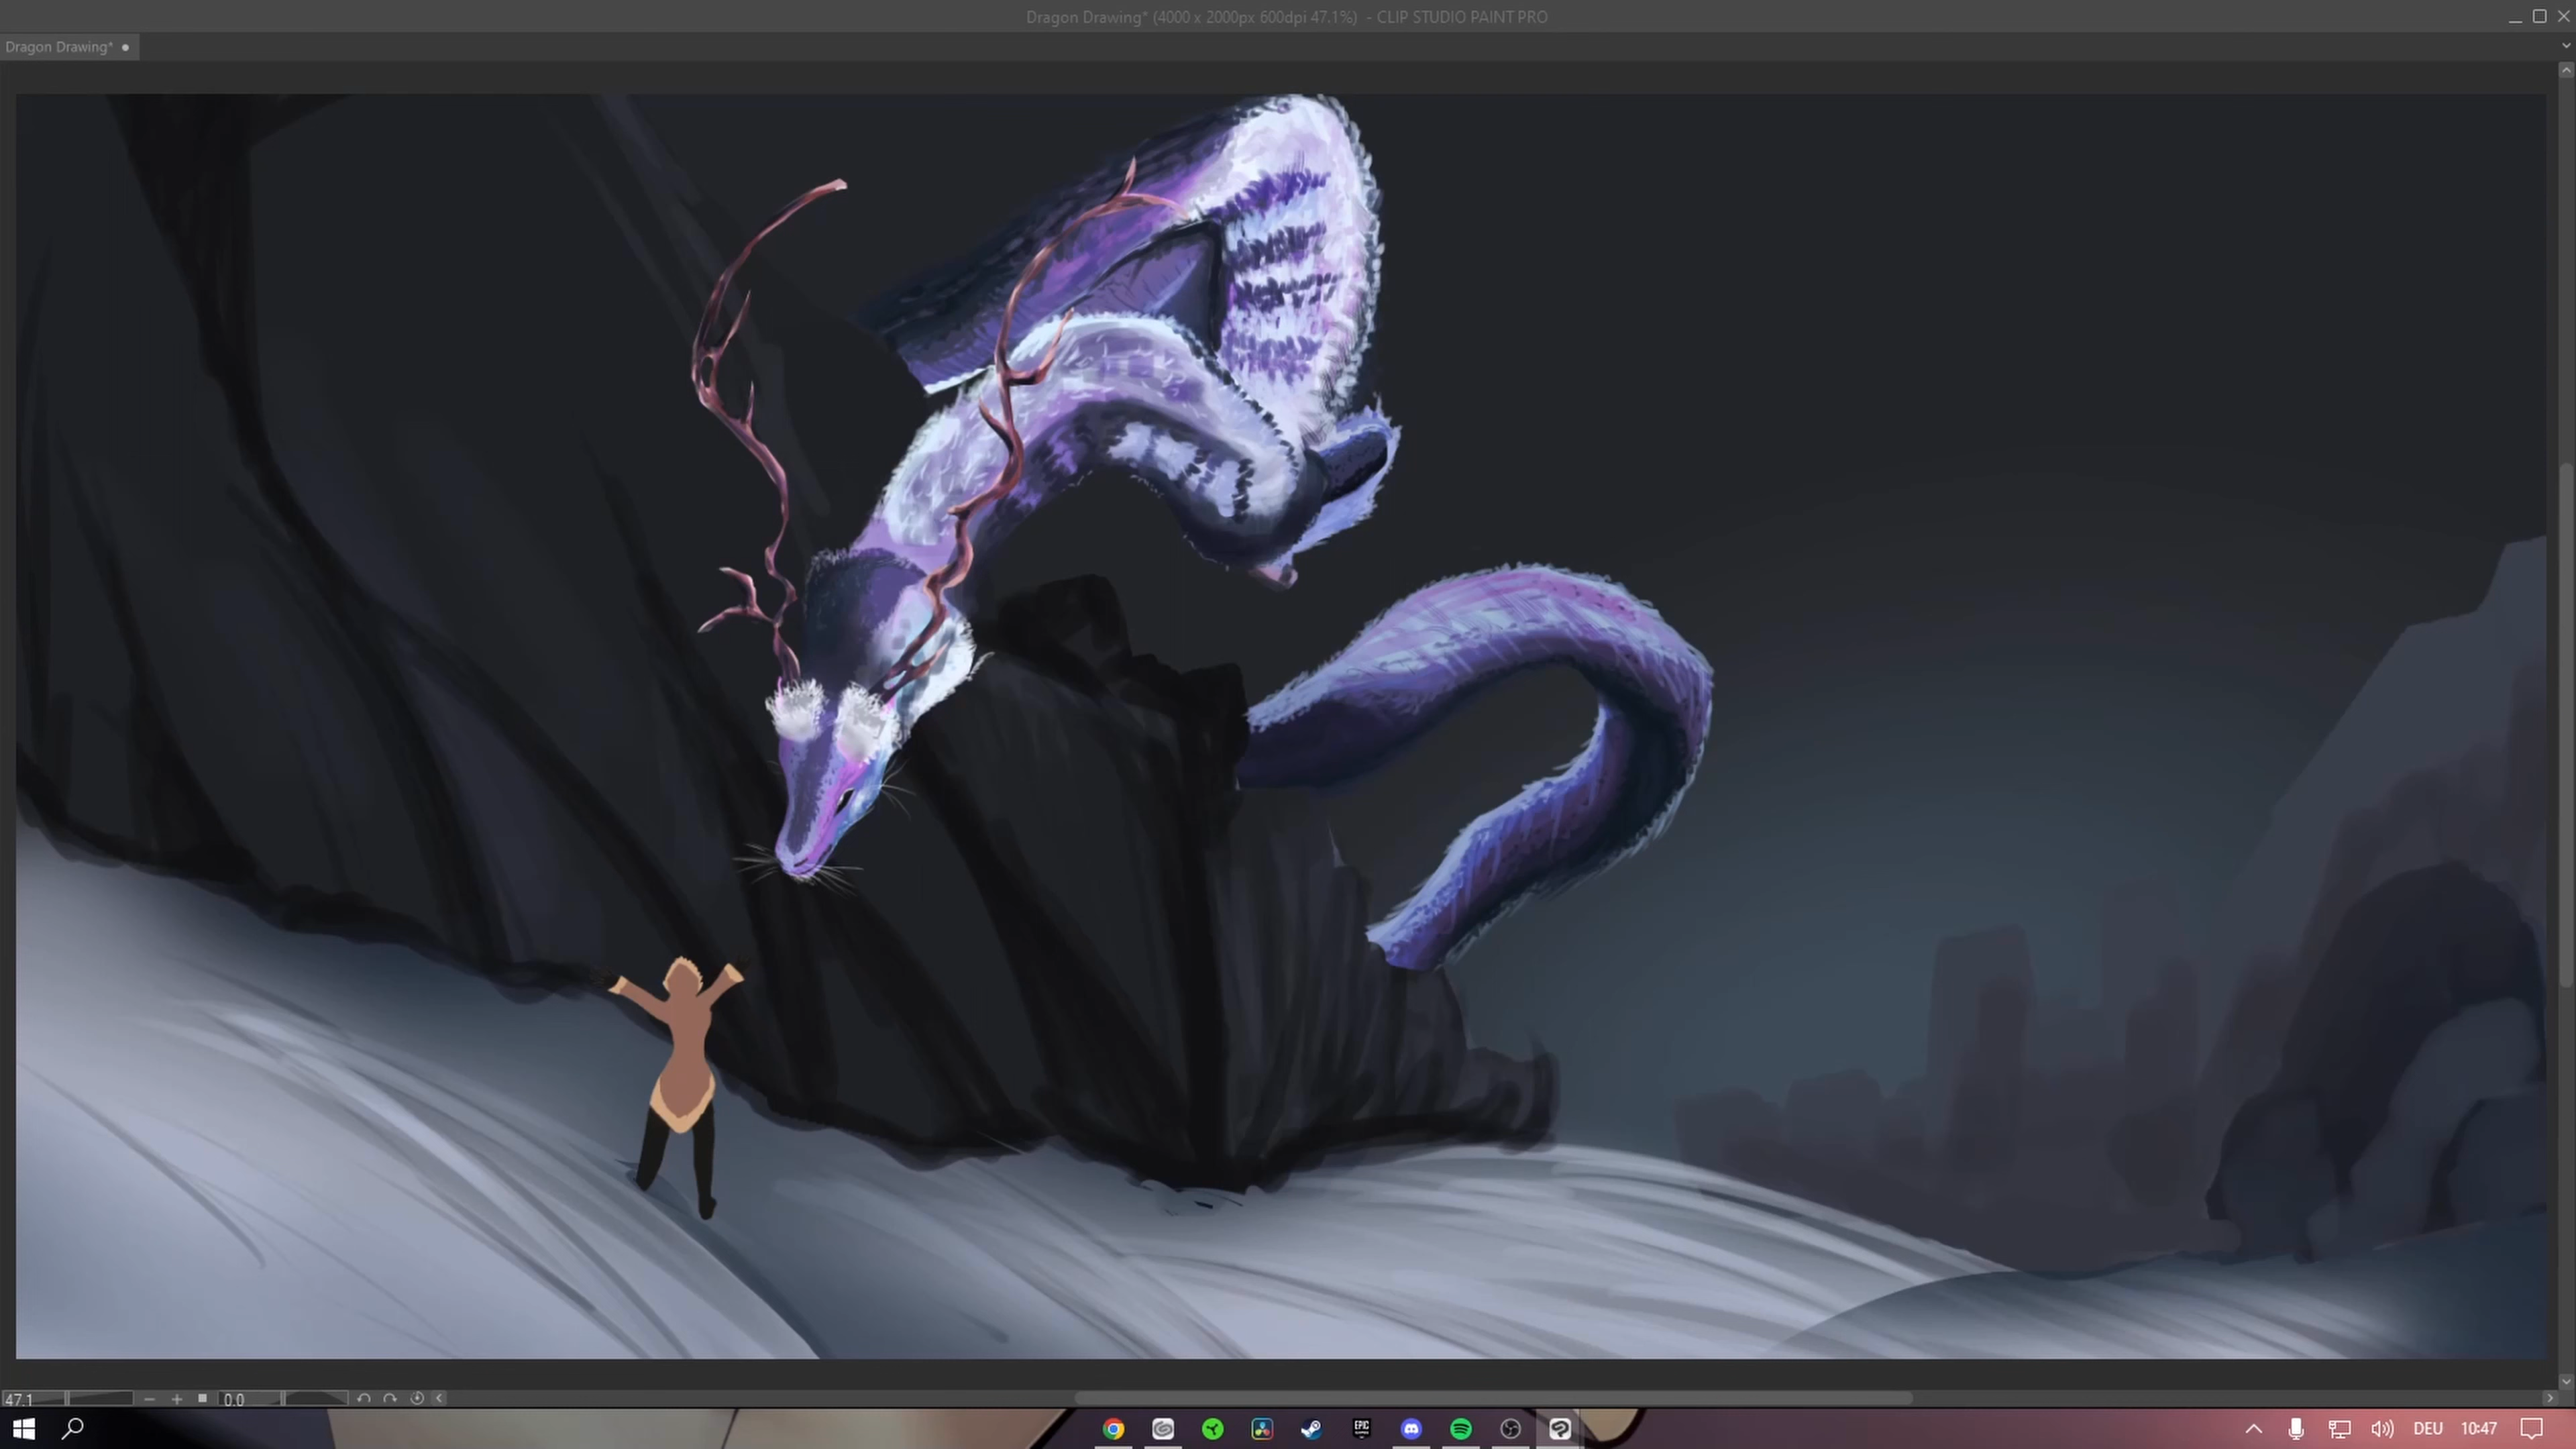 Dragon Drawing* (4000 x 2000px 600dpi 47.1%) - CLIP STUDIO PAINT PRO
Dragon Drawing*
47.1
0.0
EPIC
DEU
10:47